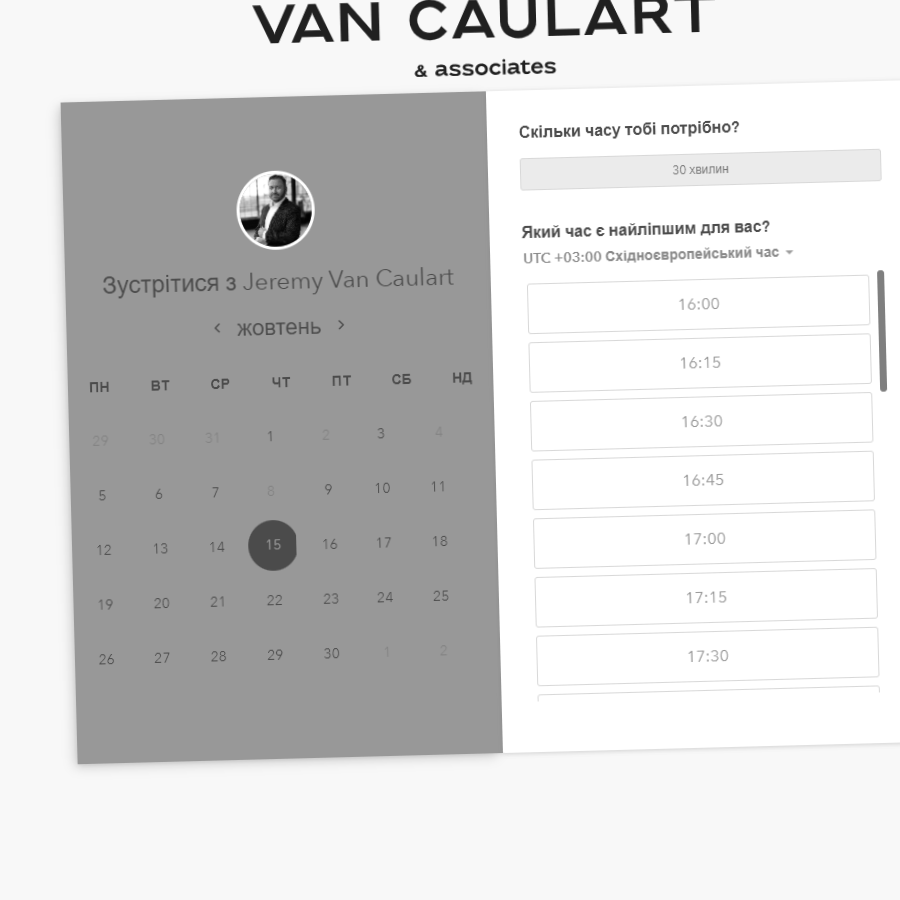 VAN CAULART
& associates
Зустрітися з Jeremy Van Caulart
‹ жовтень ›
ПН ВТ СР ЧТ ПТ СБ НД
29 30 31 1 2 3 4
5 6 7 8 9 10 11
12 13 14 15 16 17 18
19 20 21 22 23 24 25
26 27 28 29 30 1 2
Скільки часу тобі потрібно?
30 хвилин
Який час є найліпшим для вас?
UTC +03:00 Східноєвропейський час
16:00
16:15
16:30
16:45
17:00
17:15
17:30